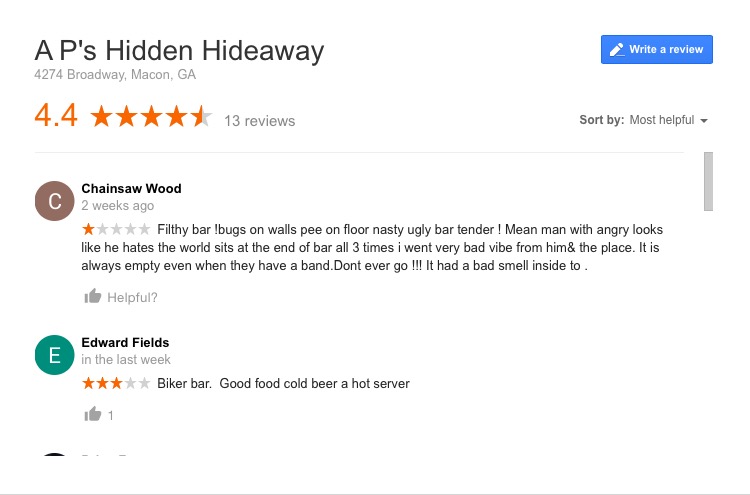 A P's Hidden Hideaway
Write a review
4274 Broadway, Macon, GA
4.4
13 reviews
Sort by: Most helpful
C
Chainsaw Wood
2 weeks ago
Filthy bar !bugs on walls pee on floor nasty ugly bar tender ! Mean man with angry looks
like he hates the world sits at the end of bar all 3 times i went very bad vibe from him& the place. It is
always empty even when they have a band.Dont ever go !!! It had a bad smell inside to .
Helpful?
E
Edward Fields
in the last week
Biker bar.  Good food cold beer a hot server
1